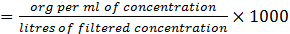 = org per ml of concentration / litres of filtered concentration × 1000